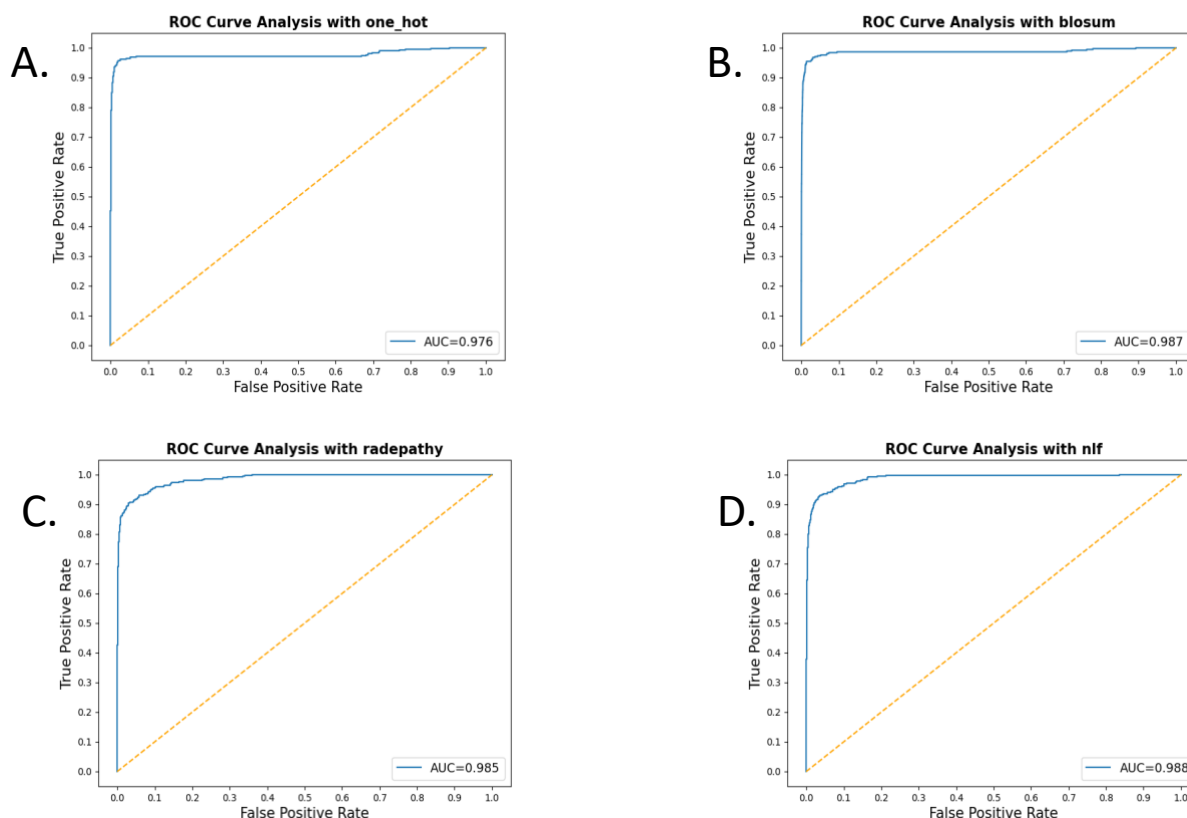 A.
ROC Curve Analysis with one_hot
True Positive Rate
1.0
0.9
0.8
0.7
0.6
0.5
0.4
0.3
0.2
0.1
0.0
AUC=0.976
0.0 0.1 0.2 0.3 0.4 0.5 0.6 0.7 0.8 0.9 1.0
False Positive Rate
B.
ROC Curve Analysis with blosum
True Positive Rate
1.0
0.9
0.8
0.7
0.6
0.5
0.4
0.3
0.2
0.1
0.0
AUC=0.987
0.0 0.1 0.2 0.3 0.4 0.5 0.6 0.7 0.8 0.9 1.0
False Positive Rate
C.
ROC Curve Analysis with radepathy
True Positive Rate
1.0
0.9
0.8
0.7
0.6
0.5
0.4
0.3
0.2
0.1
0.0
AUC=0.985
0.0 0.1 0.2 0.3 0.4 0.5 0.6 0.7 0.8 0.9 1.0
False Positive Rate
D.
ROC Curve Analysis with nlf
True Positive Rate
1.0
0.9
0.8
0.7
0.6
0.5
0.4
0.3
0.2
0.1
0.0
AUC=0.988
0.0 0.1 0.2 0.3 0.4 0.5 0.6 0.7 0.8 0.9 1.0
False Positive Rate